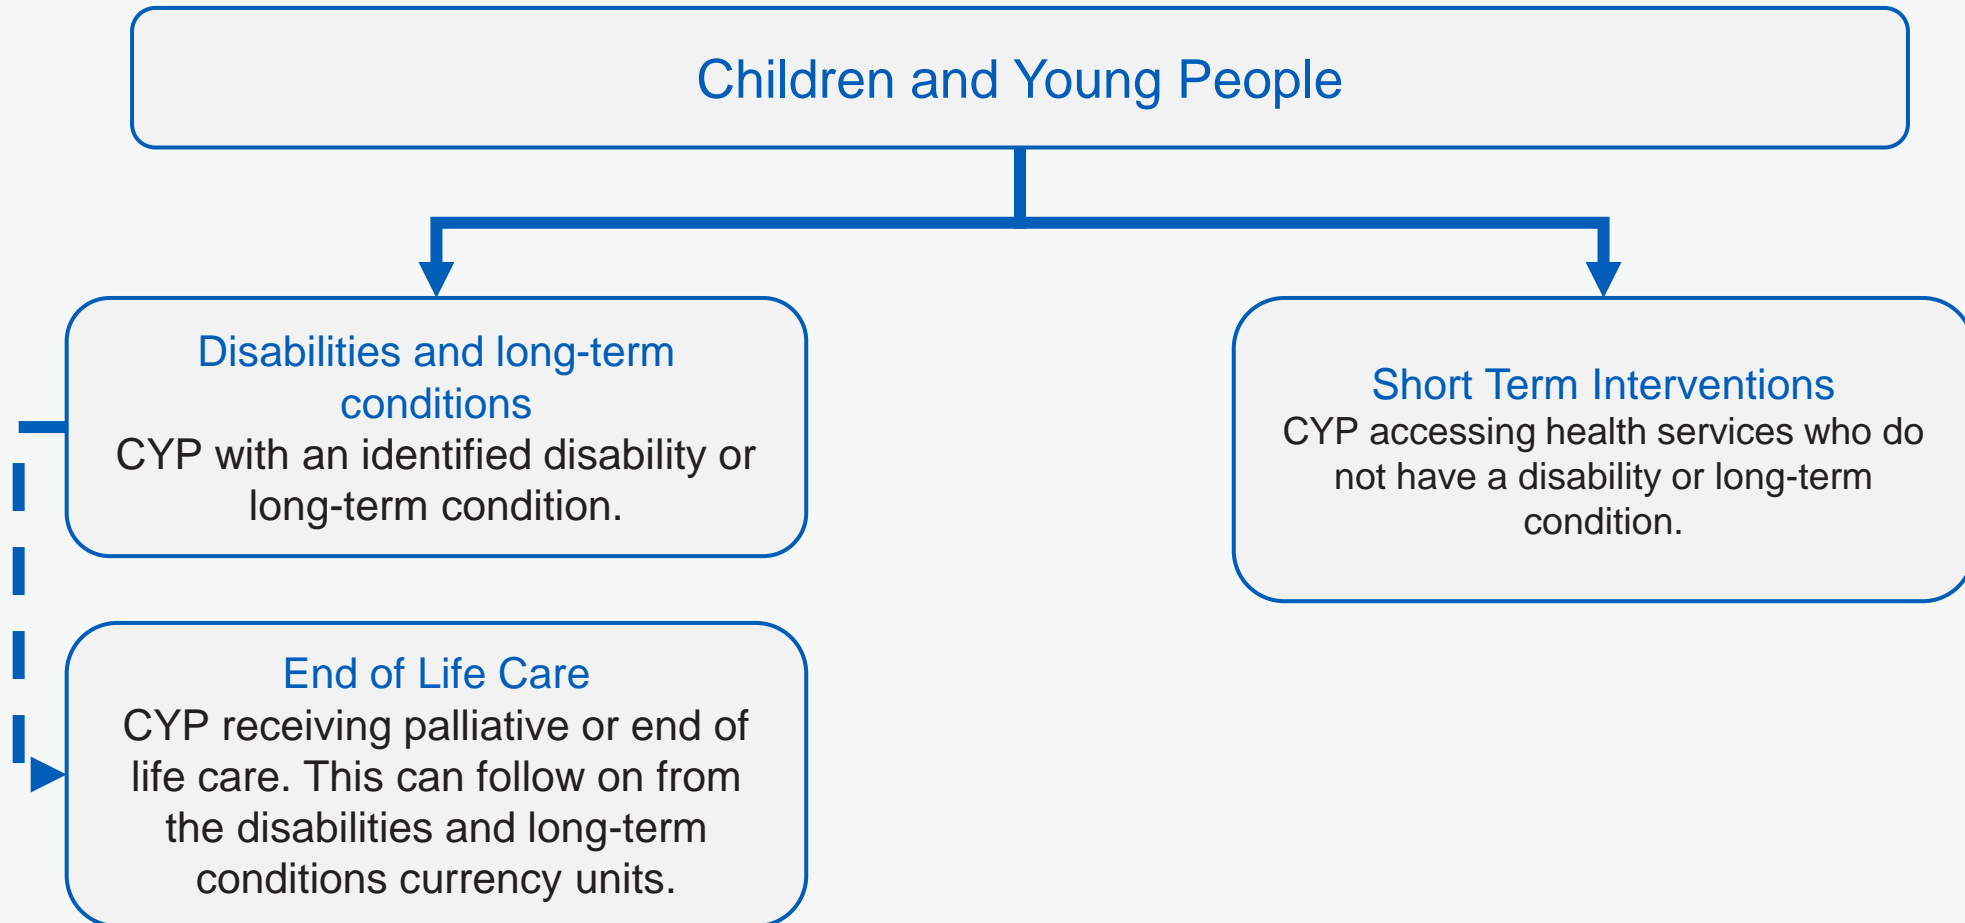 Children and Young People
Disabilities and long-term
conditions
CYP with an identified disability or
long-term condition.
Short Term Interventions
CYP accessing health services who do
not have a disability or long-term
condition.
End of Life Care
CYP receiving palliative or end of
life care. This can follow on from
the disabilities and long-term
conditions currency units.